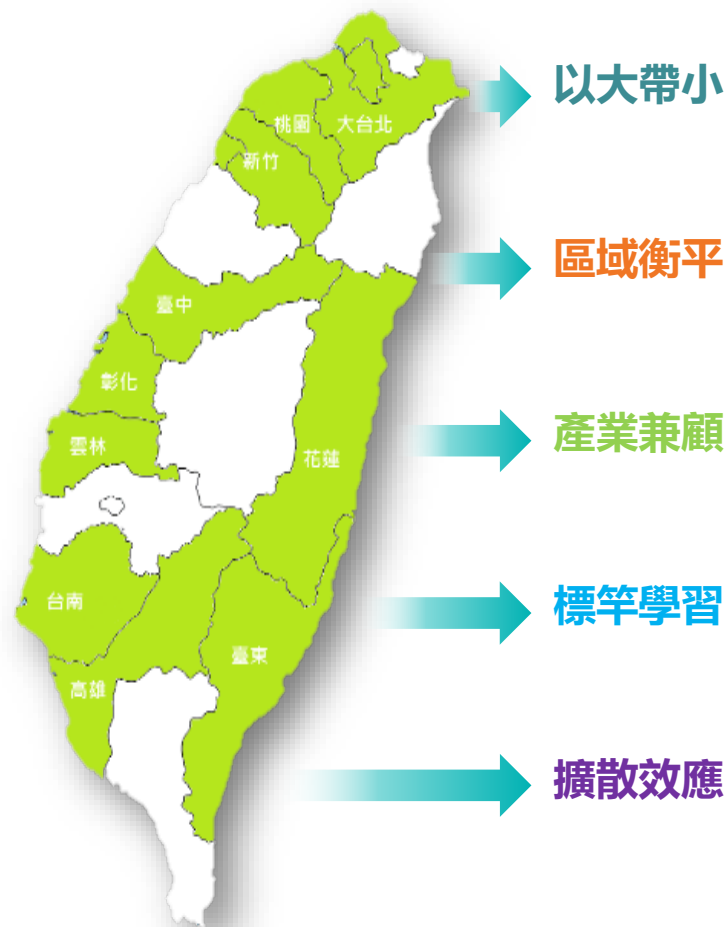 以大帶小
桃園
大台北
新竹
區域衡平
臺中
彰化
產業兼顧
雲林
花蓮
台南
標竿學習
臺東
高雄
擴散效應